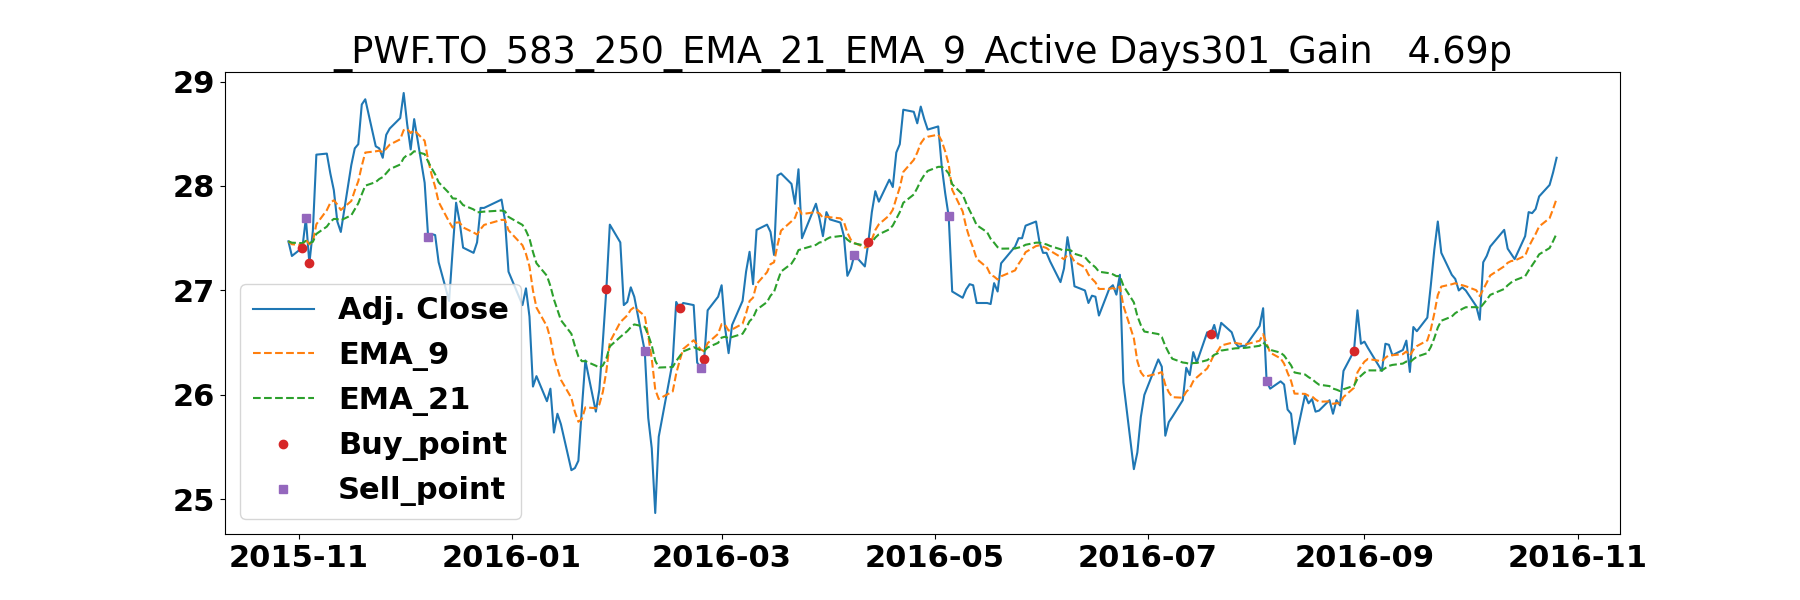 _PWF.TO_583_250_EMA_21_EMA_9_Active Days301_Gain   4.69p
29
28
27
26
25
Adj. Close
EMA_9
EMA_21
Buy_point
Sell_point
2015-11 2016-01 2016-03 2016-05 2016-07 2016-09 2016-11